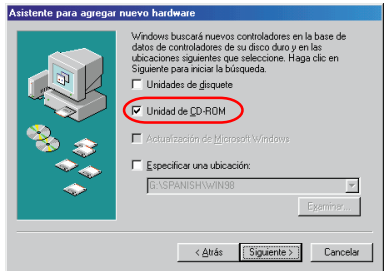 Asistente para agregar nuevo hardware
Windows buscará nuevos controladores en la base de
datos de controladores de su disco duro y en las
ubicaciones siguientes que seleccione. Haga clic en
Siguiente para iniciar la búsqueda.
Unidades de disquete
Unidad de CD-ROM
Actualización de Microsoft Windows
Especificar una ubicación:
G:\SPANISH\WIN98
Examinar...
< Atrás
Siguiente >
Cancelar